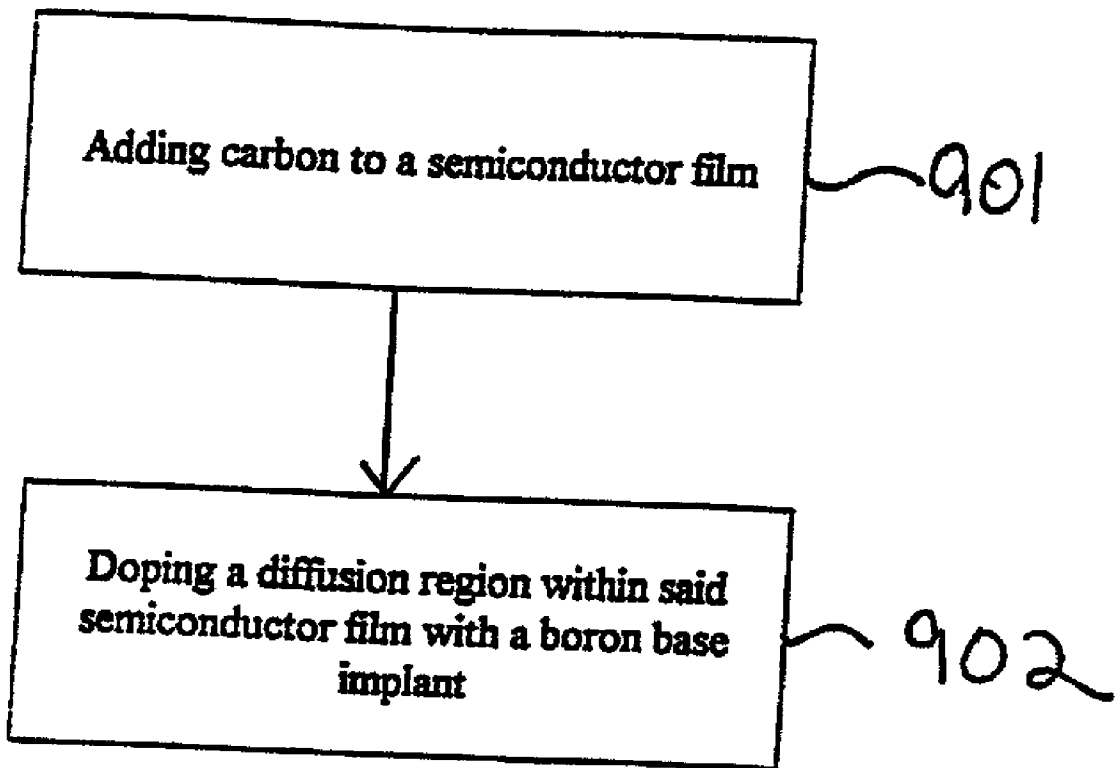 Adding carbon to a semiconductor film
901
Doping a diffusion region within said
semiconductor film with a boron base
implant
902